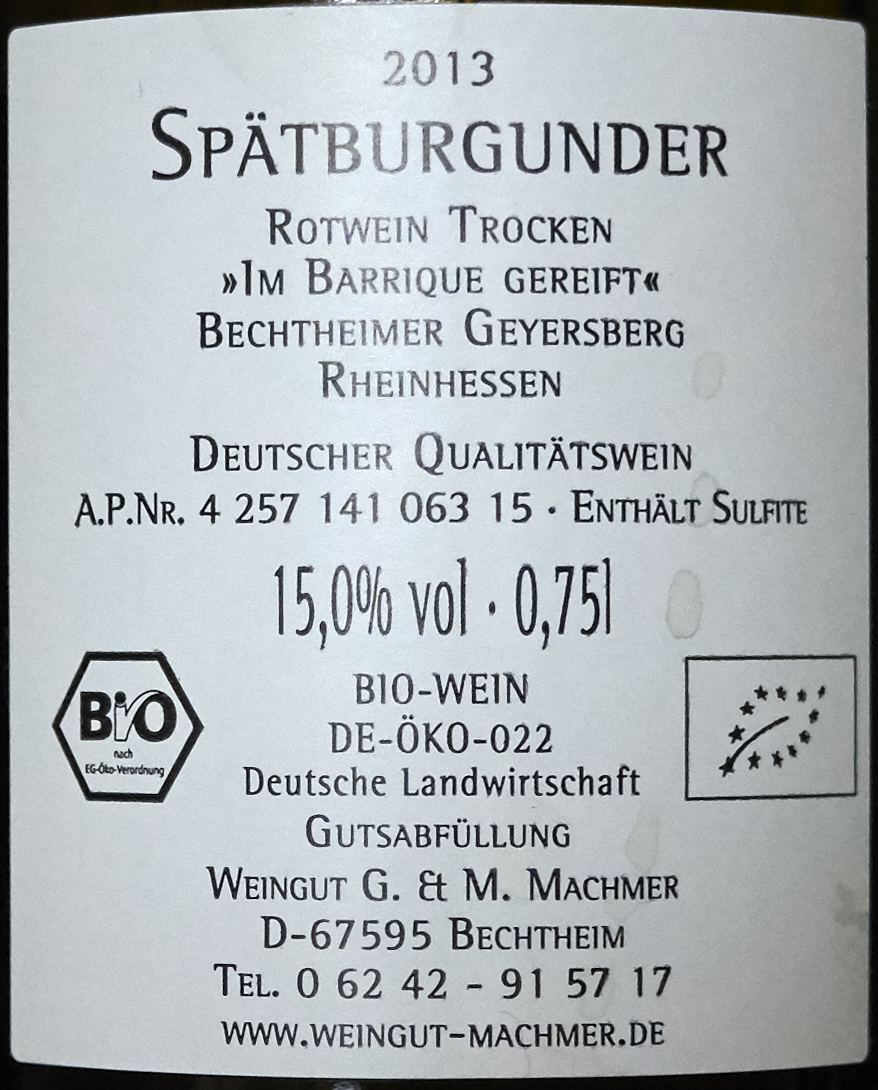 2013
SPÄTBURGUNDER
ROTWEIN TROCKEN
»IM BARRIQUE GEREIFT«
BECHTHEIMER GEYERSBERG
RHEINHESSEN
DEUTSCHER QUALITÄTSWEIN
A.P.NR. 4 257 141 063 15 · ENTHÄLT SULFITE
15,0% vol · 0,75l
Bio
nach
EG-Öko-Verordnung
BIO-WEIN
DE-ÖKO-022
Deutsche Landwirtschaft
GUTSABFÜLLUNG
WEINGUT G. & M. MACHMER
D-67595 BECHTHEIM
TEL. 0 62 42 - 91 57 17
WWW.WEINGUT-MACHMER.DE